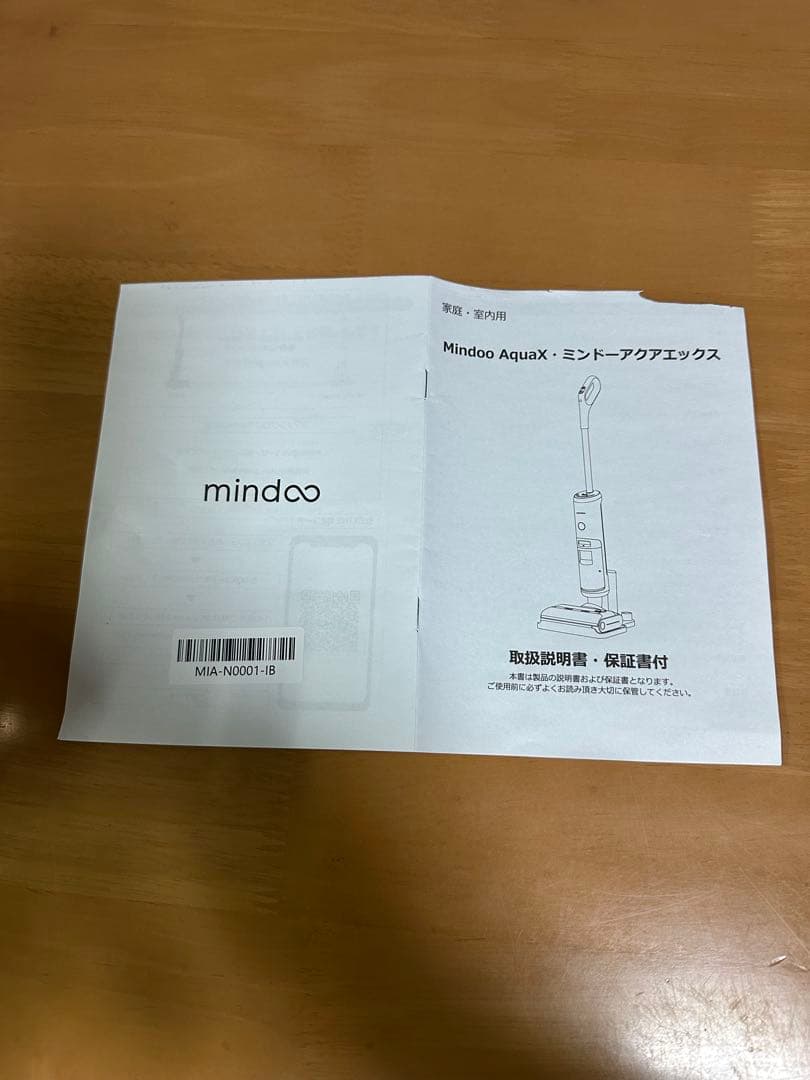 mindoo
MIA-N0001-IB
家庭・室内用
Mindoo AquaX・ミンドーアクアエックス
取扱説明書・保証書付
本書は製品の説明書および保証書となります。
ご使用前に必ずよくお読み頂き大切に保管してください。